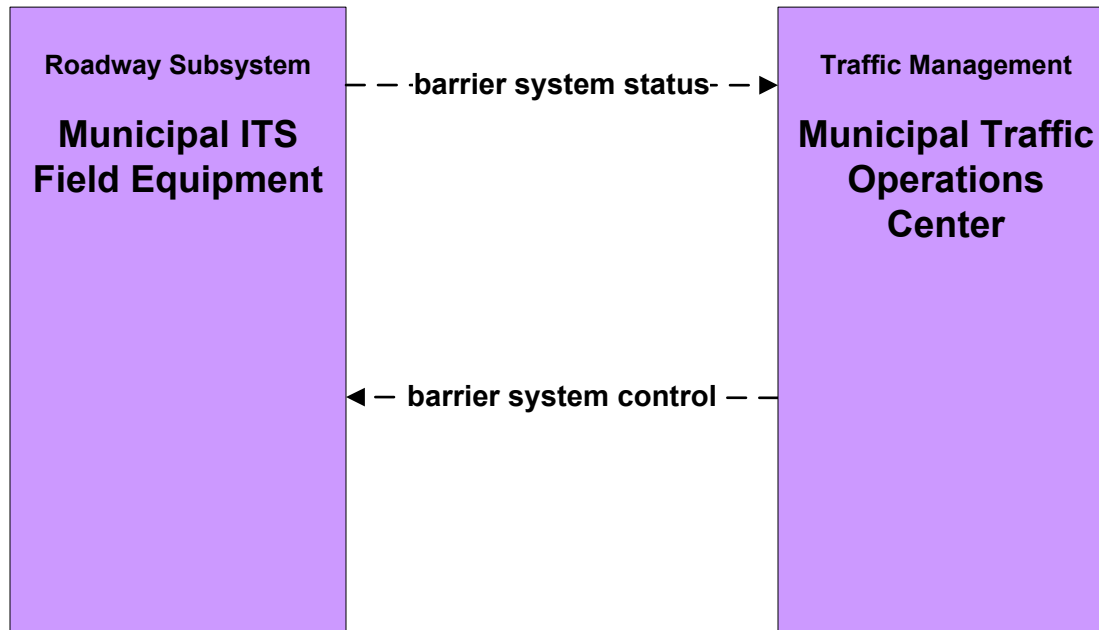 Roadway Subsystem
Municipal ITS
Field Equipment
barrier system status
Traffic Management
Municipal Traffic
Operations
Center
barrier system control